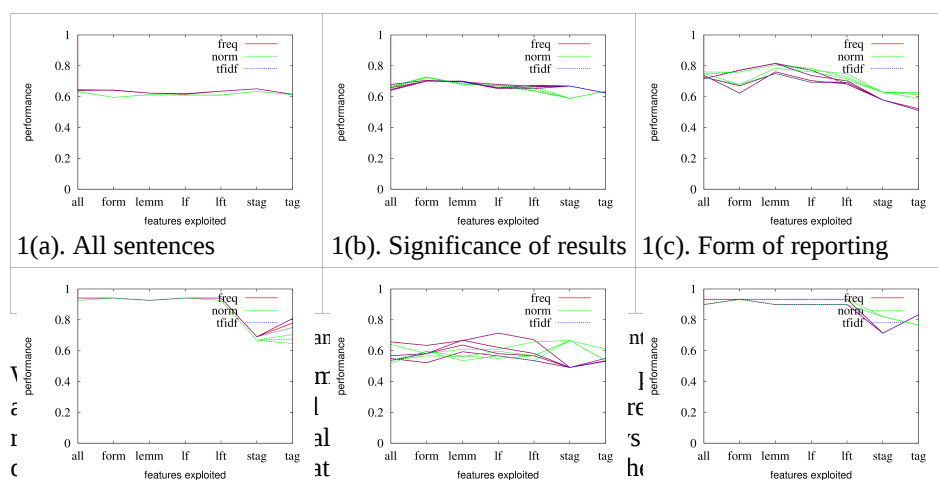 1
0.8
0.6
0.4
0.2
0
performance
freq
norm
tfidf
all form lemm lf lft stag tag
features exploited
1(a). All sentences
1
0.8
0.6
0.4
0.2
0
performance
freq
norm
tfidf
all form lemm lf lft stag tag
features exploited
1(b). Significance of results
1
0.8
0.6
0.4
0.2
0
performance
freq
norm
tfidf
all form lemm lf lft stag tag
features exploited
1(c). Form of reporting
1
0.8
0.6
0.4
0.2
0
performance
freq
norm
tfidf
all form lemm lf lft stag tag
features exploited
1
0.8
0.6
0.4
0.2
0
performance
freq
norm
tfidf
all form lemm lf lft stag tag
features exploited
1
0.8
0.6
0.4
0.2
0
performance
freq
norm
tfidf
all form lemm lf lft stag tag
features exploited